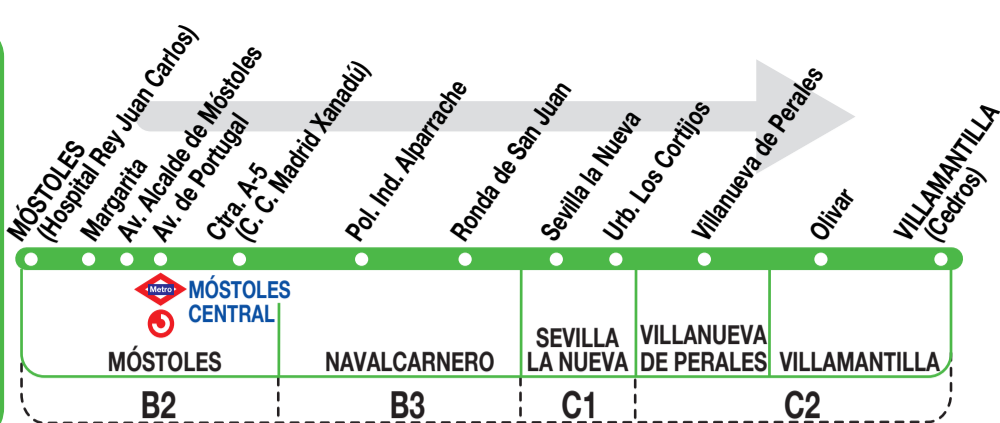 MÓSTOLES
(Hospital Rey Juan Carlos)
Margarita
Av. Alcalde de Móstoles
Av. de Portugal
Ctra. A-5
(C. C. Madrid Xanadú)
Pol. Ind. Alparrache
Ronda de San Juan
Sevilla la Nueva
Urb. Los Cortijos
Villanueva de Perales
Olivar
VILLAMANTILLA
(Cedros)
Metro
MÓSTOLES
CENTRAL
MÓSTOLES
NAVALCARNERO
SEVILLA
LA NUEVA
VILLANUEVA
DE PERALES
VILLAMANTILLA
B2
B3
C1
C2